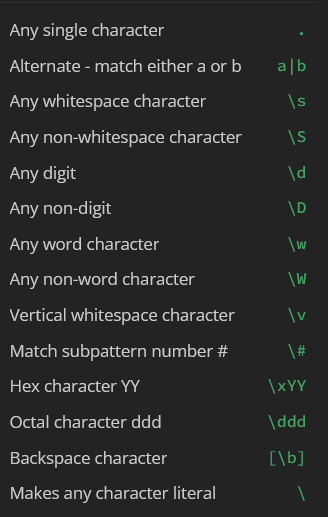 Any single character .
Alternate - match either a or b a|b
Any whitespace character \s
Any non-whitespace character \S
Any digit \d
Any non-digit \D
Any word character \w
Any non-word character \W
Vertical whitespace character \v
Match subpattern number # \#
Hex character YY \xYY
Octal character ddd \ddd
Backspace character [\b]
Makes any character literal \